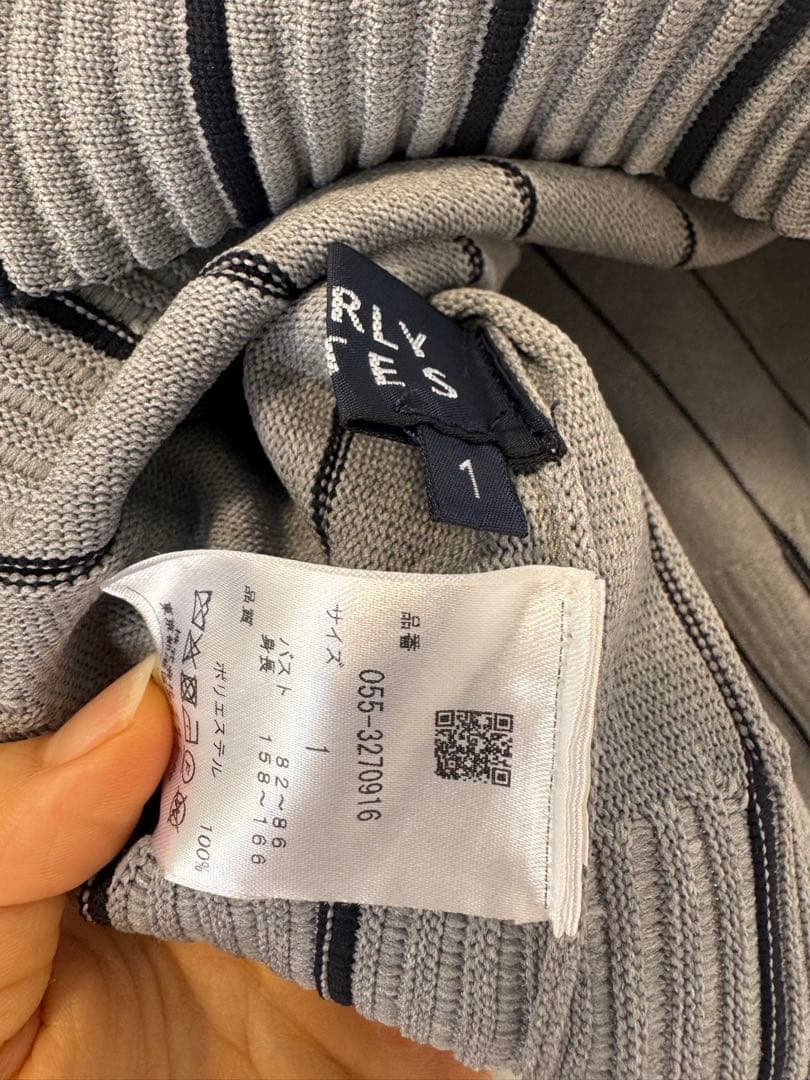 RLY
ES
1
品番 055-3270916
サイズ 1
バスト 82~86
身長 158~166
品質
ポリエステル 100%